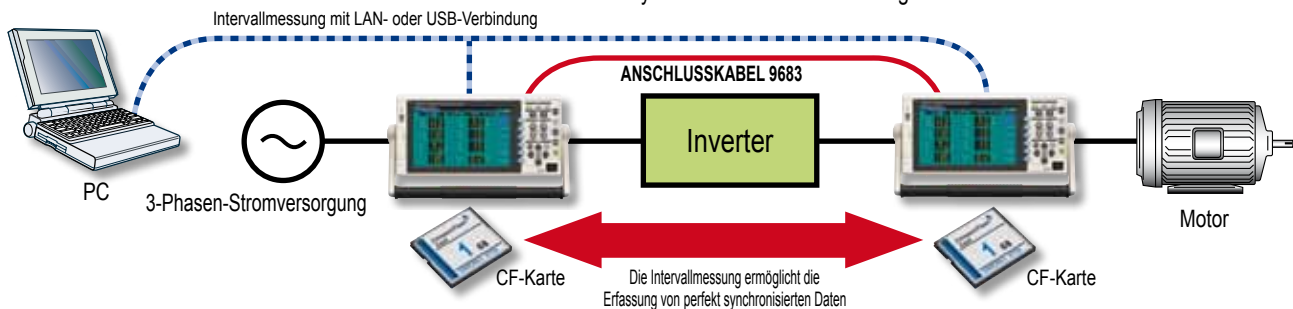 Intervallmessung mit LAN- oder USB-Verbindung
ANSCHLUSSKABEL 9683
Inverter
PC
3-Phasen-Stromversorgung
Motor
1
CF-Karte
CF-Karte
Die Intervallmessung ermöglicht die
Erfassung von perfekt synchronisierten Daten